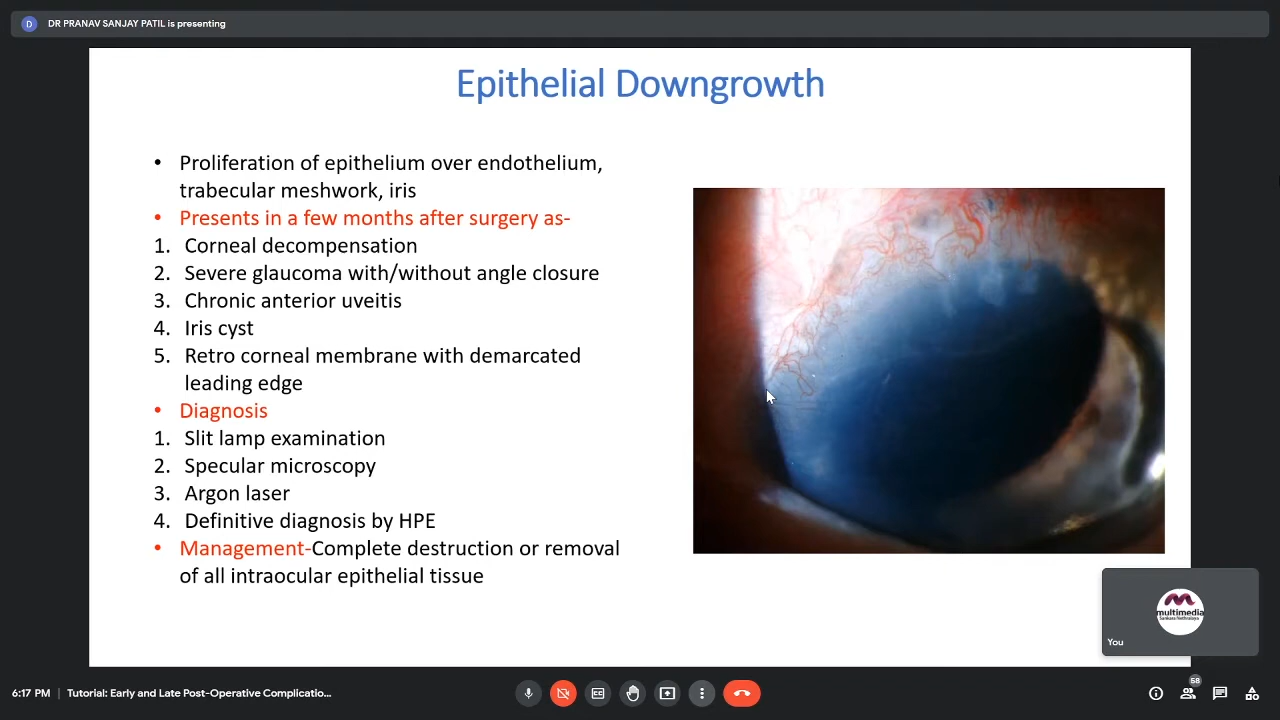 D DR PRANAV SANJAY PATIL is presenting
Epithelial Downgrowth
• Proliferation of epithelium over endothelium,
trabecular meshwork, iris
• Presents in a few months after surgery as-
1. Corneal decompensation
2. Severe glaucoma with/without angle closure
3. Chronic anterior uveitis
4. Iris cyst
5. Retro corneal membrane with demarcated
leading edge
• Diagnosis
1. Slit lamp examination
2. Specular microscopy
3. Argon laser
4. Definitive diagnosis by HPE
• Management-Complete destruction or removal
of all intraocular epithelial tissue
multimedia
Sankara Nethralaya
You
6:17 PM | Tutorial: Early and Late Post-Operative Complicatio...
CC
58